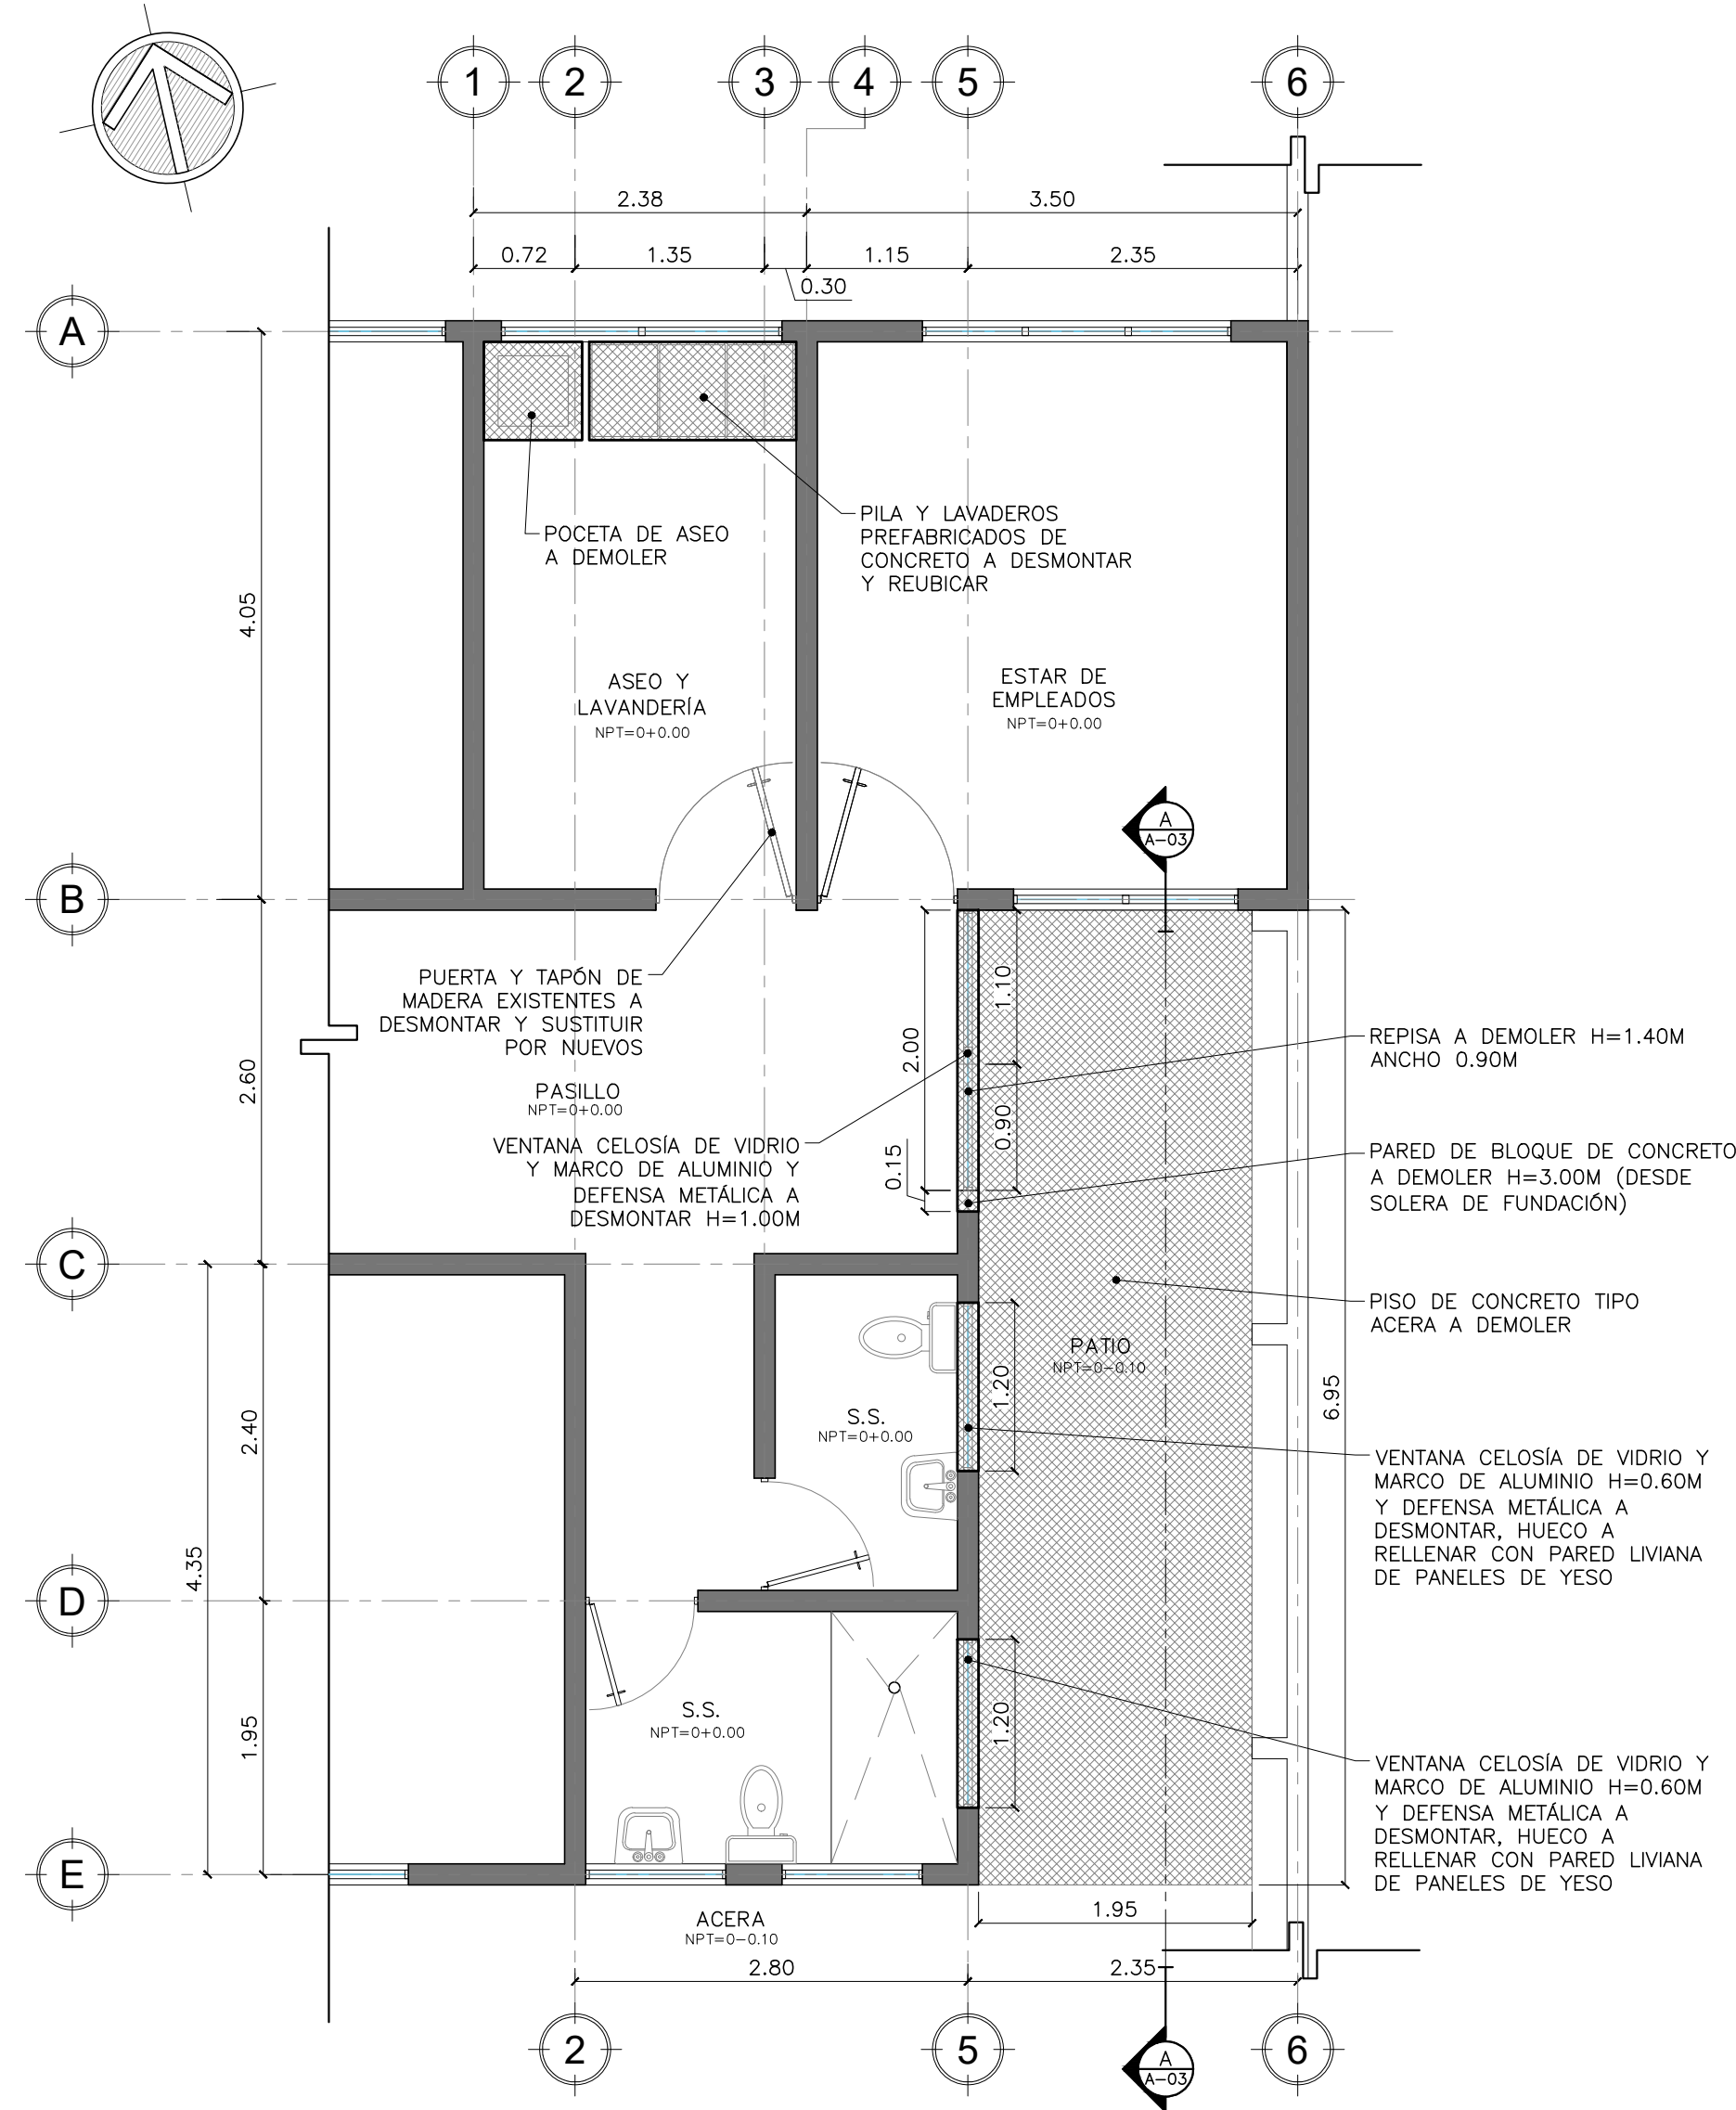 1
2
3
4
5
6
2.38
3.50
0.72
1.35
1.15
2.35
0.30
A
POCETA DE ASEO
A DEMOLER
PILA Y LAVADEROS
PREFABRICADOS DE
CONCRETO A DESMONTAR
Y REUBICAR
4.05
ASEO Y
LAVANDERÍA
NPT=0+0.00
ESTAR DE
EMPLEADOS
NPT=0+0.00
A
A-03
B
PUERTA Y TAPÓN DE
MADERA EXISTENTES A
DESMONTAR Y SUSTITUIR
POR NUEVOS
1.10
2.00
REPISA A DEMOLER H=1.40M
ANCHO 0.90M
2.60
PASILLO
NPT=0+0.00
0.90
VENTANA CELOSÍA DE VIDRIO
Y MARCO DE ALUMINIO Y
DEFENSA METÁLICA A
DESMONTAR H=1.00M
0.15
PARED DE BLOQUE DE CONCRETO
A DEMOLER H=3.00M (DESDE
SOLERA DE FUNDACIÓN)
C
PISO DE CONCRETO TIPO
ACERA A DEMOLER
PATIO
NPT=0-0.10
1.20
6.95
S.S.
NPT=0+0.00
2.40
VENTANA CELOSÍA DE VIDRIO Y
MARCO DE ALUMINIO H=0.60M
Y DEFENSA METÁLICA A
DESMONTAR, HUECO A
RELLENAR CON PARED LIVIANA
DE PANELES DE YESO
4.35
D
S.S.
NPT=0+0.00
1.20
1.95
VENTANA CELOSÍA DE VIDRIO Y
MARCO DE ALUMINIO H=0.60M
Y DEFENSA METÁLICA A
DESMONTAR, HUECO A
RELLENAR CON PARED LIVIANA
DE PANELES DE YESO
E
ACERA
NPT=0-0.10
1.95
2.80
2.35
2
5
6
A
A-03